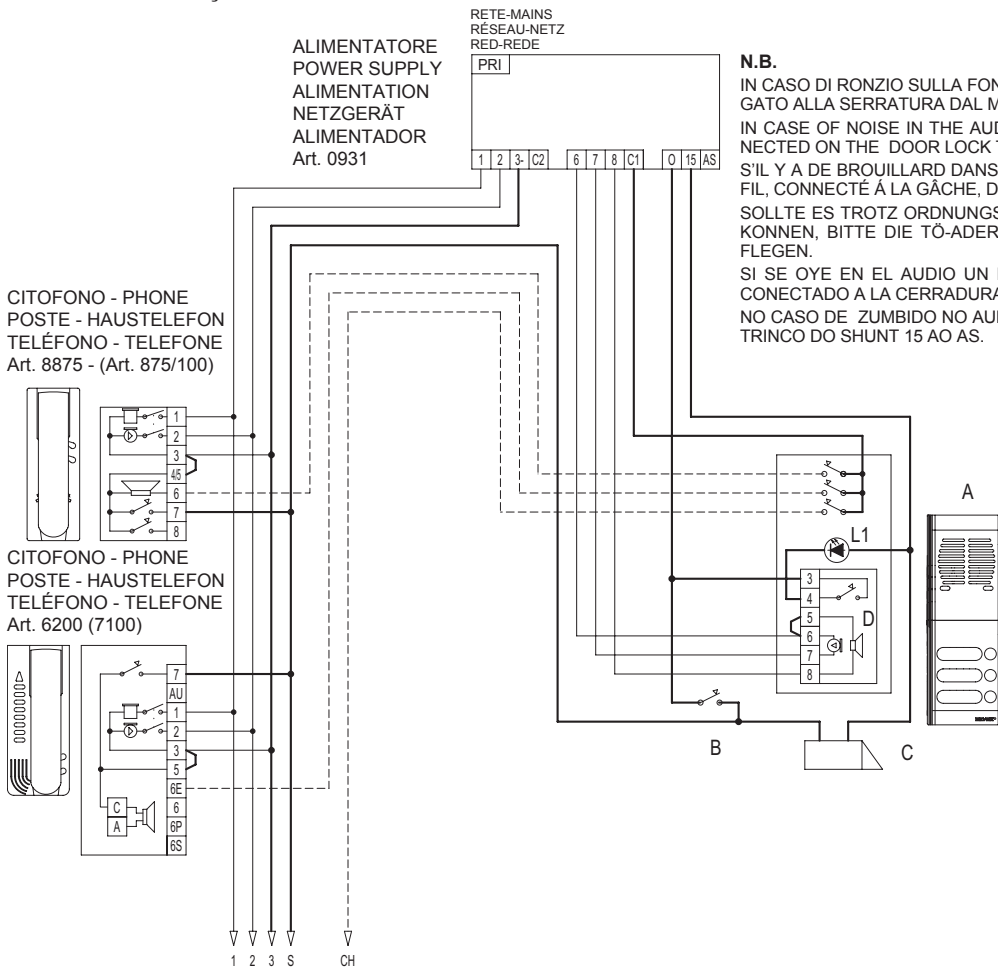 RETE-MAINS
RÉSEAU-NETZ
RED-REDE
ALIMENTATORE
POWER SUPPLY
ALIMENTATION
NETZGERÄT
ALIMENTADOR
Art. 0931
PRI
1 2 3- C2 6 7 8 C1 0 15 AS
N.B.
IN CASO DI RONZIO SULLA FON
GATO ALLA SERRATURA DAL M
IN CASE OF NOISE IN THE AUD
NECTED ON THE DOOR LOCK T
S'IL Y A DE BROUILLARD DANS
FIL, CONNECTÉ Á LA GÂCHE, D
SOLLTE ES TROTZ ORDNUNGS
KONNEN, BITTE DIE TÖ-ADER
FLEGEN.
SI SE OYE EN EL AUDIO UN
CONECTADO A LA CERRADURA
NO CASO DE ZUMBIDO NO AU
TRINCO DO SHUNT 15 AO AS.
CITOFONO - PHONE
POSTE - HAUSTELEFON
TELÉFONO - TELEFONE
Art. 8875 - (Art. 875/100)
1
2
3
4/5
6
7
8
CITOFONO - PHONE
POSTE - HAUSTELEFON
TELÉFONO - TELEFONE
Art. 6200 (7100)
7
AU
1
2
3
5
6E
6
6P
6S
C
A
L1
3
4
5
6
7
8
D
A
B
C
1 2 3 S CH